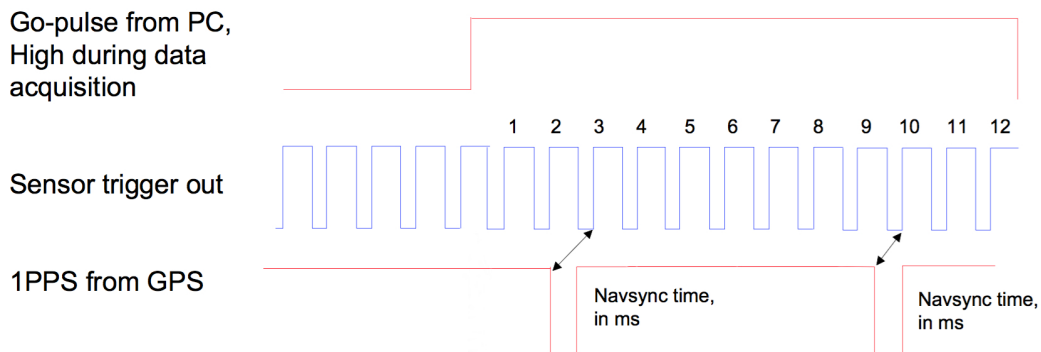 Go-pulse from PC,
High during data
acquisition
1 2 3 4 5 6 7 8 9 10 11 12
Sensor trigger out
1PPS from GPS
Navsync time,
in ms
Navsync time,
in ms